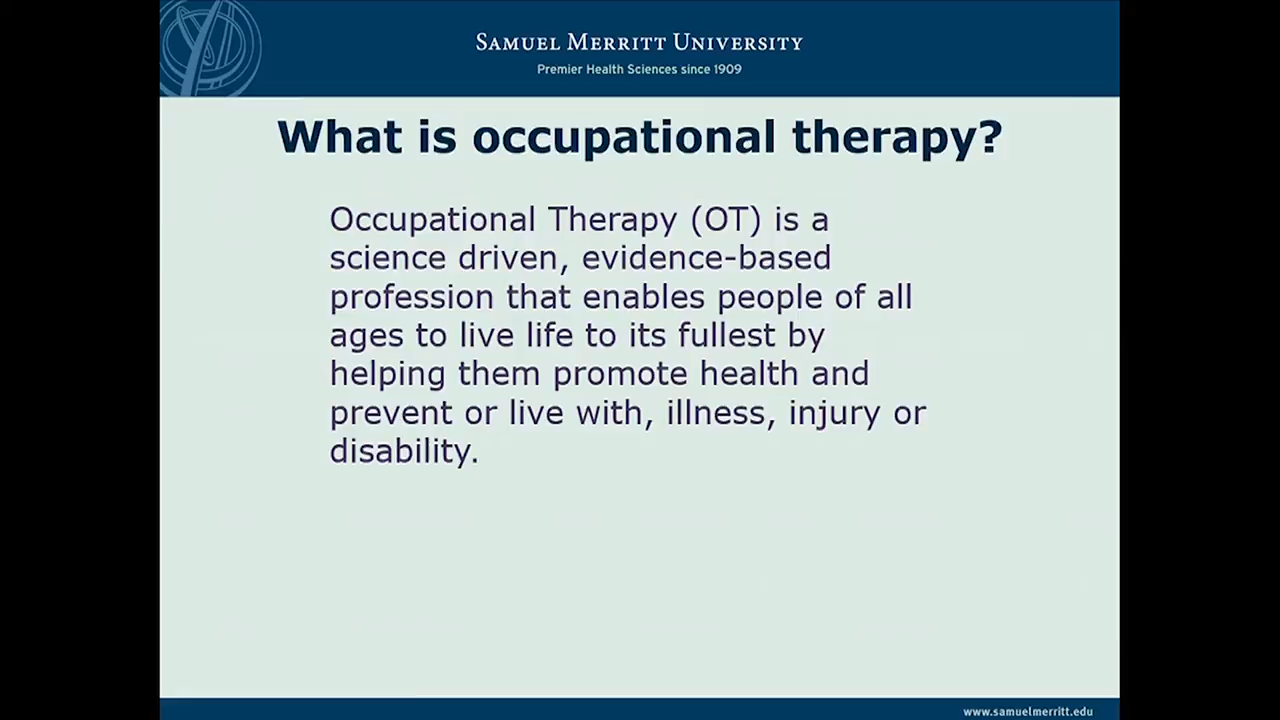 SAMUEL MERRITT UNIVERSITY
Premier Health Sciences since 1909
What is occupational therapy?
Occupational Therapy (OT) is a
science driven, evidence-based
profession that enables people of all
ages to live life to its fullest by
helping them promote health and
prevent or live with, illness, injury or
disability.
www.samuelmerritt.edu